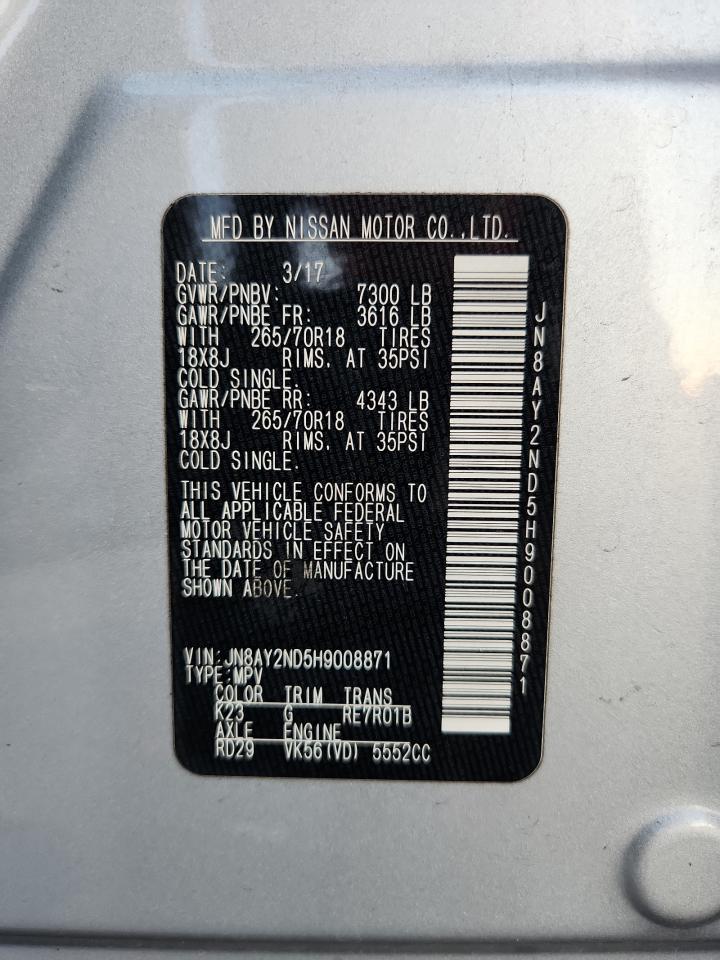 MFD BY NISSAN MOTOR CO.,LTD.
DATE: 3/17
GVWR/PNBV: 7300 LB
GAWR/PNBE FR: 3616 LB
WITH 265/70R18 TIRES
18X8J RIMS. AT 35PSI
COLD SINGLE.
GAWR/PNBE RR: 4343 LB
WITH 265/70R18 TIRES
18X8J RIMS. AT 35PSI
COLD SINGLE.
THIS VEHICLE CONFORMS TO
ALL APPLICABLE FEDERAL
MOTOR VEHICLE SAFETY
STANDARDS IN EFFECT ON
THE DATE OF MANUFACTURE
SHOWN ABOVE.
VIN:JN8AY2ND5H9008871
TYPE:MPV
COLOR TRIM TRANS
K23 G RE7R01B
AXLE ENGINE
RD29 VK56(VD) 5552CC
JN8AY2ND5H9008871